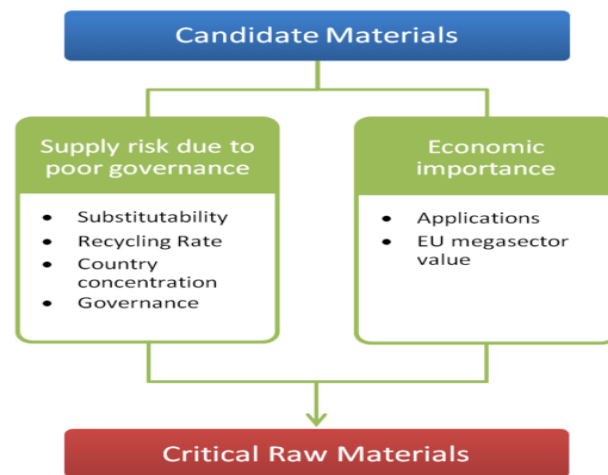 Candidate Materials
Supply risk due to
poor governance
• Substitutability
• Recycling Rate
• Country
concentration
• Governance
Economic
importance
• Applications
• EU megasector
value
Critical Raw Materials